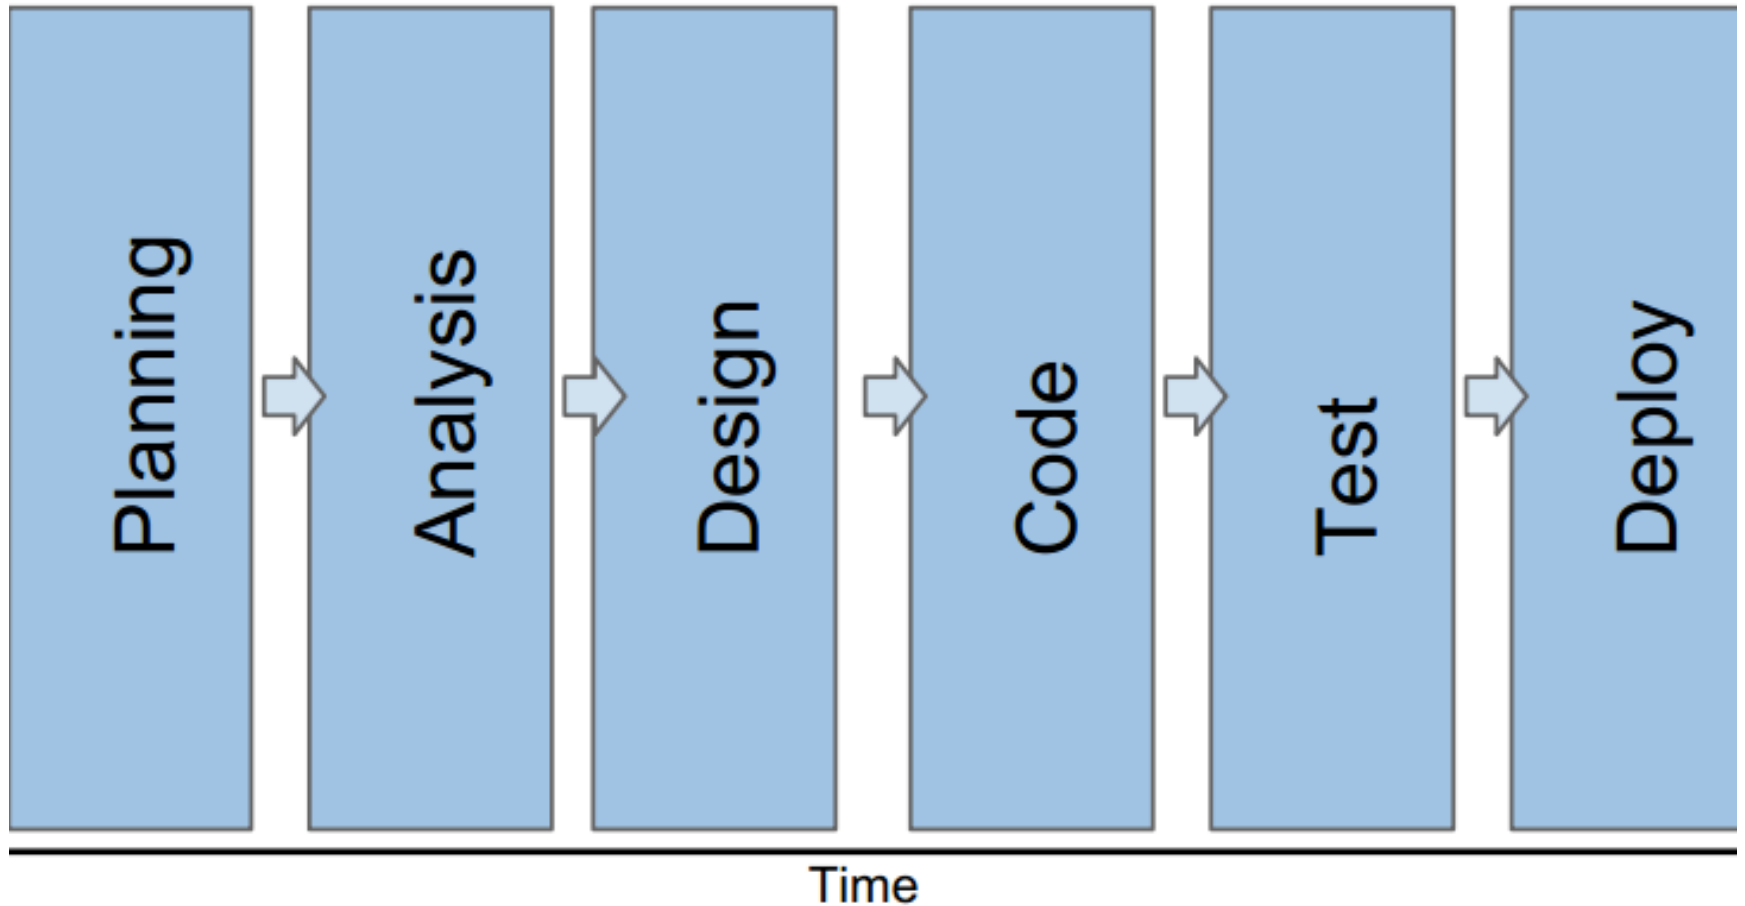 Planning
Analysis
Design
Code
Test
Deploy
Time